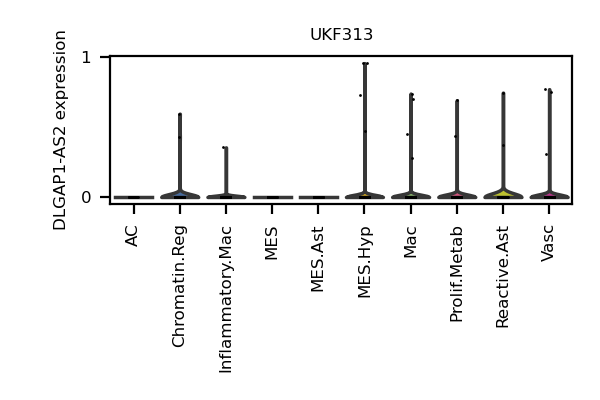 UKF313
DLGAP1-AS2 expression
1
0
AC
Chromatin.Reg
Inflammatory.Mac
MES
MES.Ast
MES.Hyp
Mac
Prolif.Metab
Reactive.Ast
Vasc